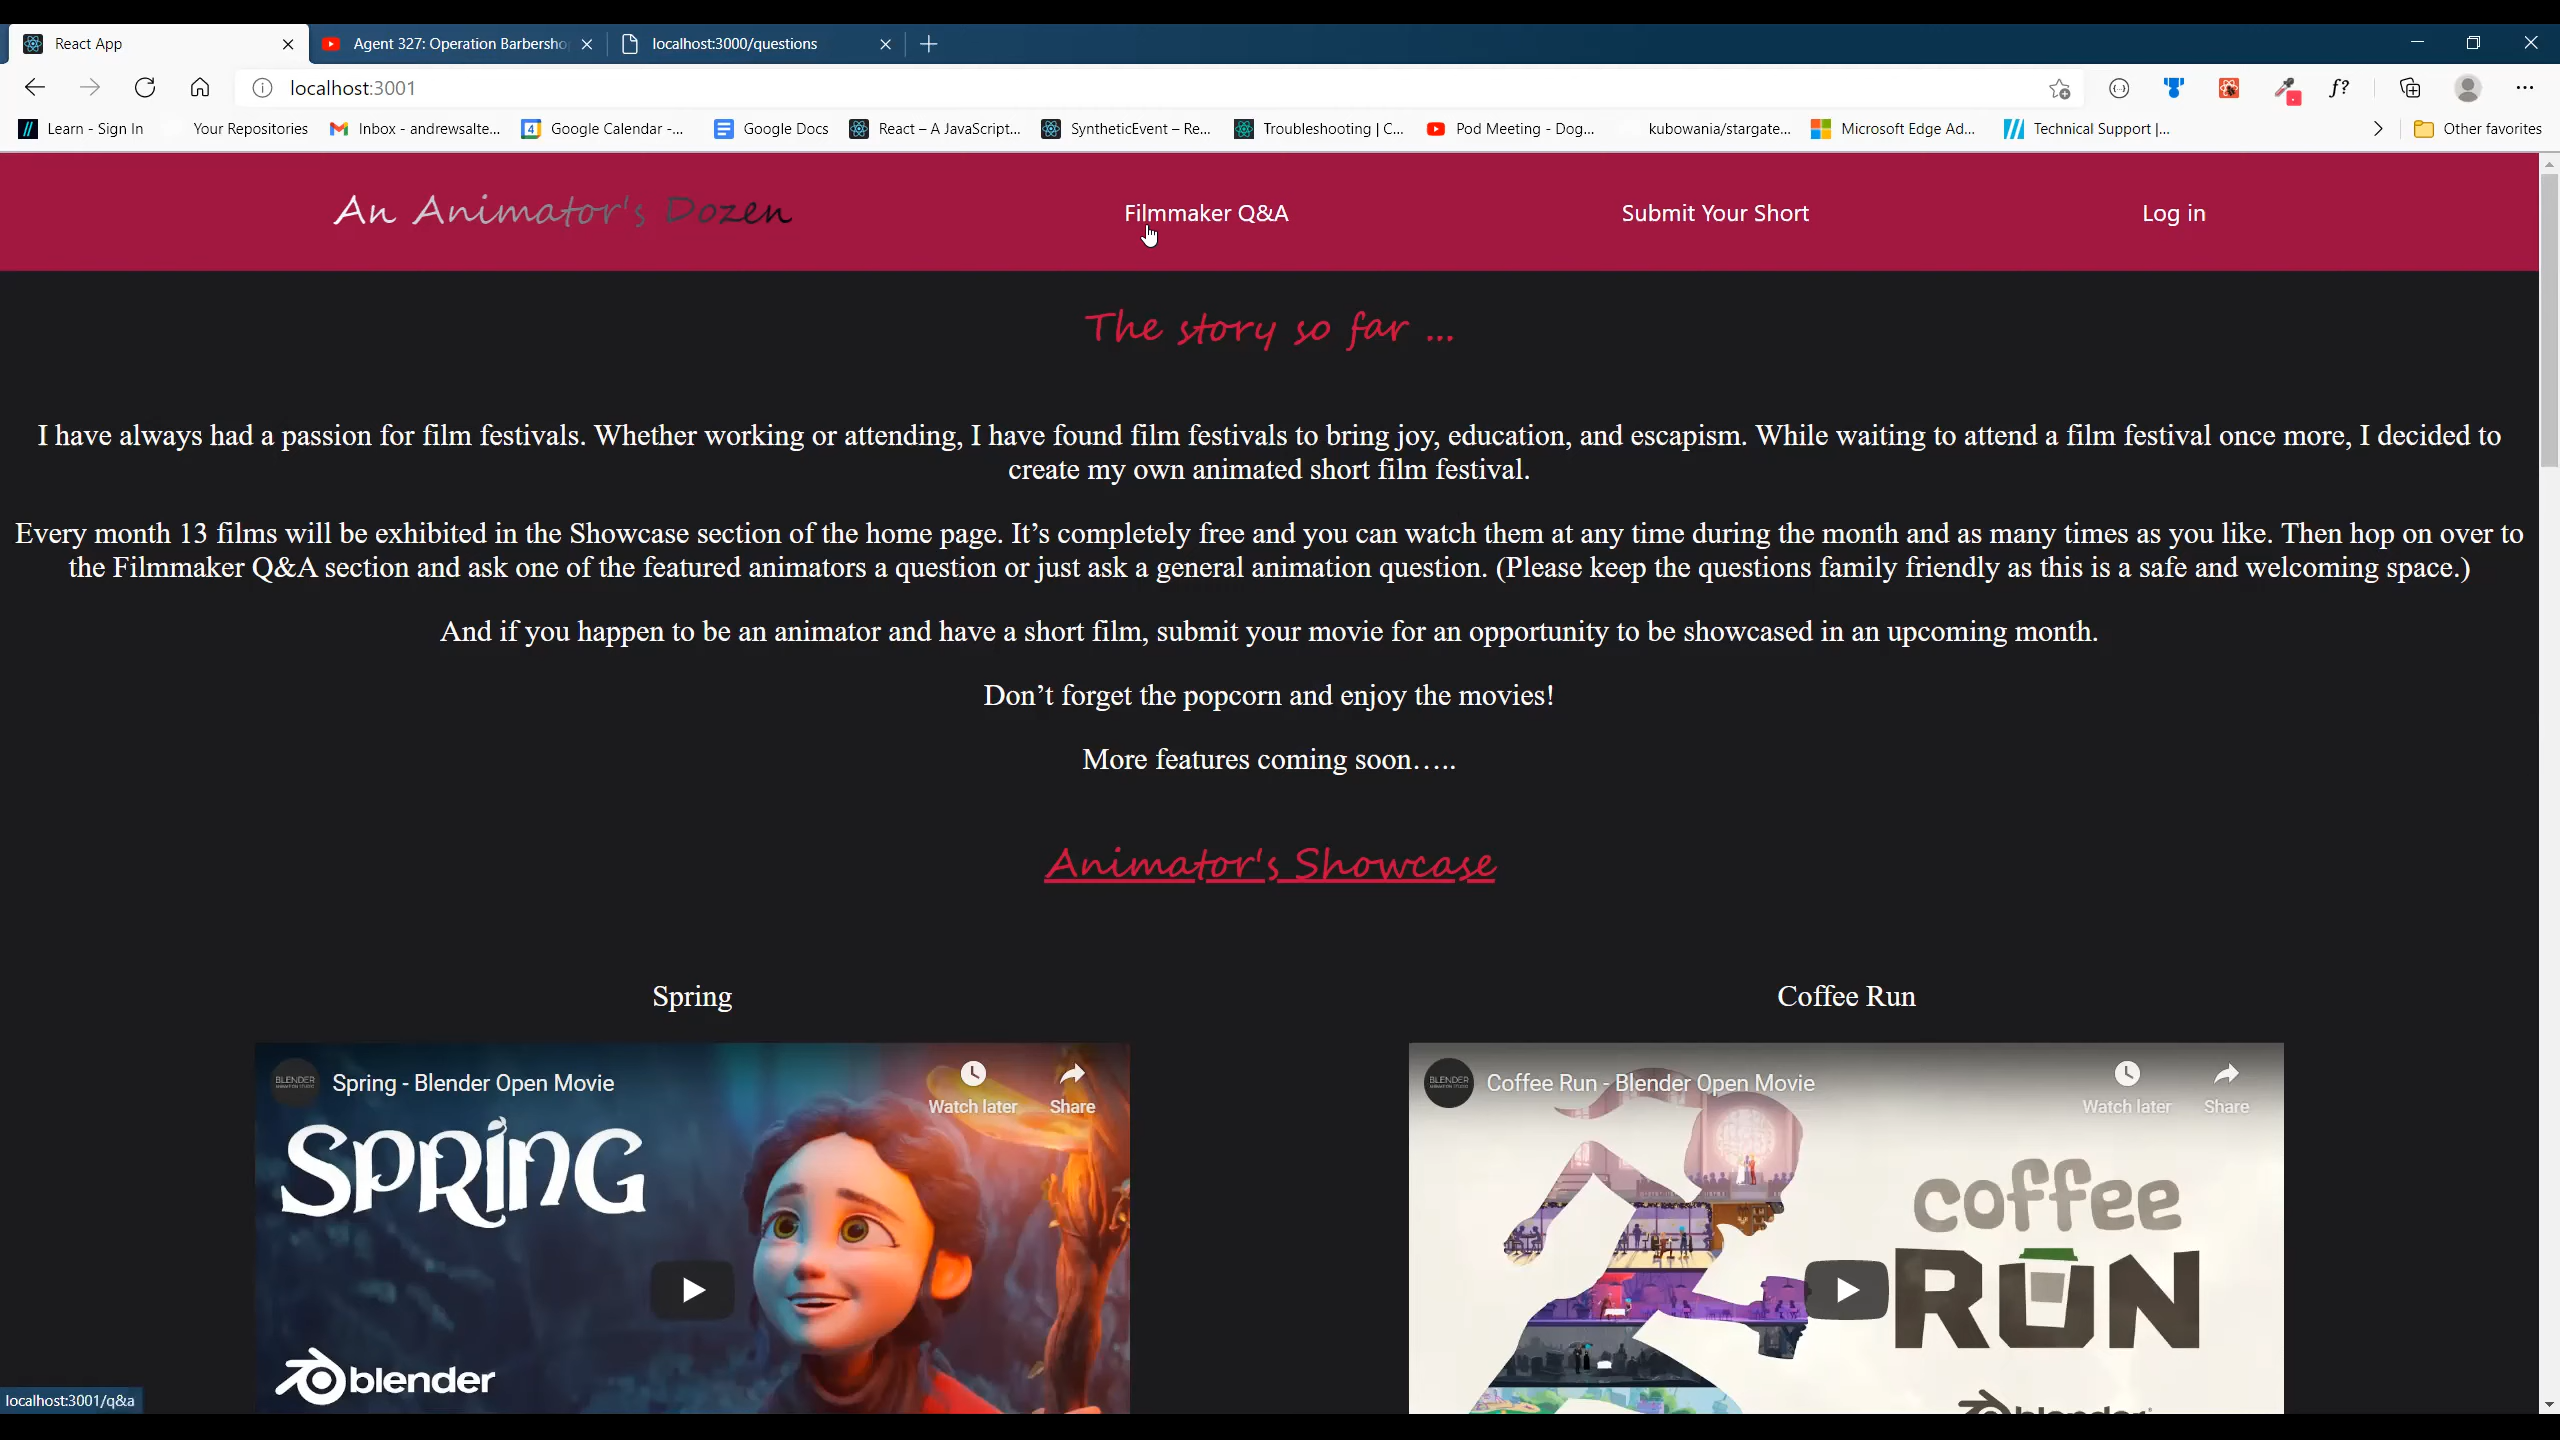 React App
Agent 327: Operation Barbersho
localhost:3000/questions
localhost:3001
f?
Learn - Sign In
Your Repositories
Inbox - andrewsalte...
4
Google Calendar -...
Google Docs
React – A JavaScript...
SyntheticEvent – Re...
Troubleshooting | C...
Pod Meeting - Dog...
kubowania/stargate...
Microsoft Edge Ad...
Technical Support |...
Other favorites
An Animator's Dozen
Filmmaker Q&A
Submit Your Short
Log in
The story so far ...
I have always had a passion for film festivals. Whether working or attending, I have found film festivals to bring joy, education, and escapism. While waiting to attend a film festival once more, I decided to
create my own animated short film festival.
Every month 13 films will be exhibited in the Showcase section of the home page. It’s completely free and you can watch them at any time during the month and as many times as you like. Then hop on over to
the Filmmaker Q&A section and ask one of the featured animators a question or just ask a general animation question. (Please keep the questions family friendly as this is a safe and welcoming space.)
And if you happen to be an animator and have a short film, submit your movie for an opportunity to be showcased in an upcoming month.
Don’t forget the popcorn and enjoy the movies!
More features coming soon…..
Animator's Showcase
Spring
Coffee Run
BLENDER
Spring - Blender Open Movie
Watch later
Share
SPRING
blender
BLENDER
Coffee Run - Blender Open Movie
Watch later
Share
coffee
RUN
blender
localhost:3001/q&a